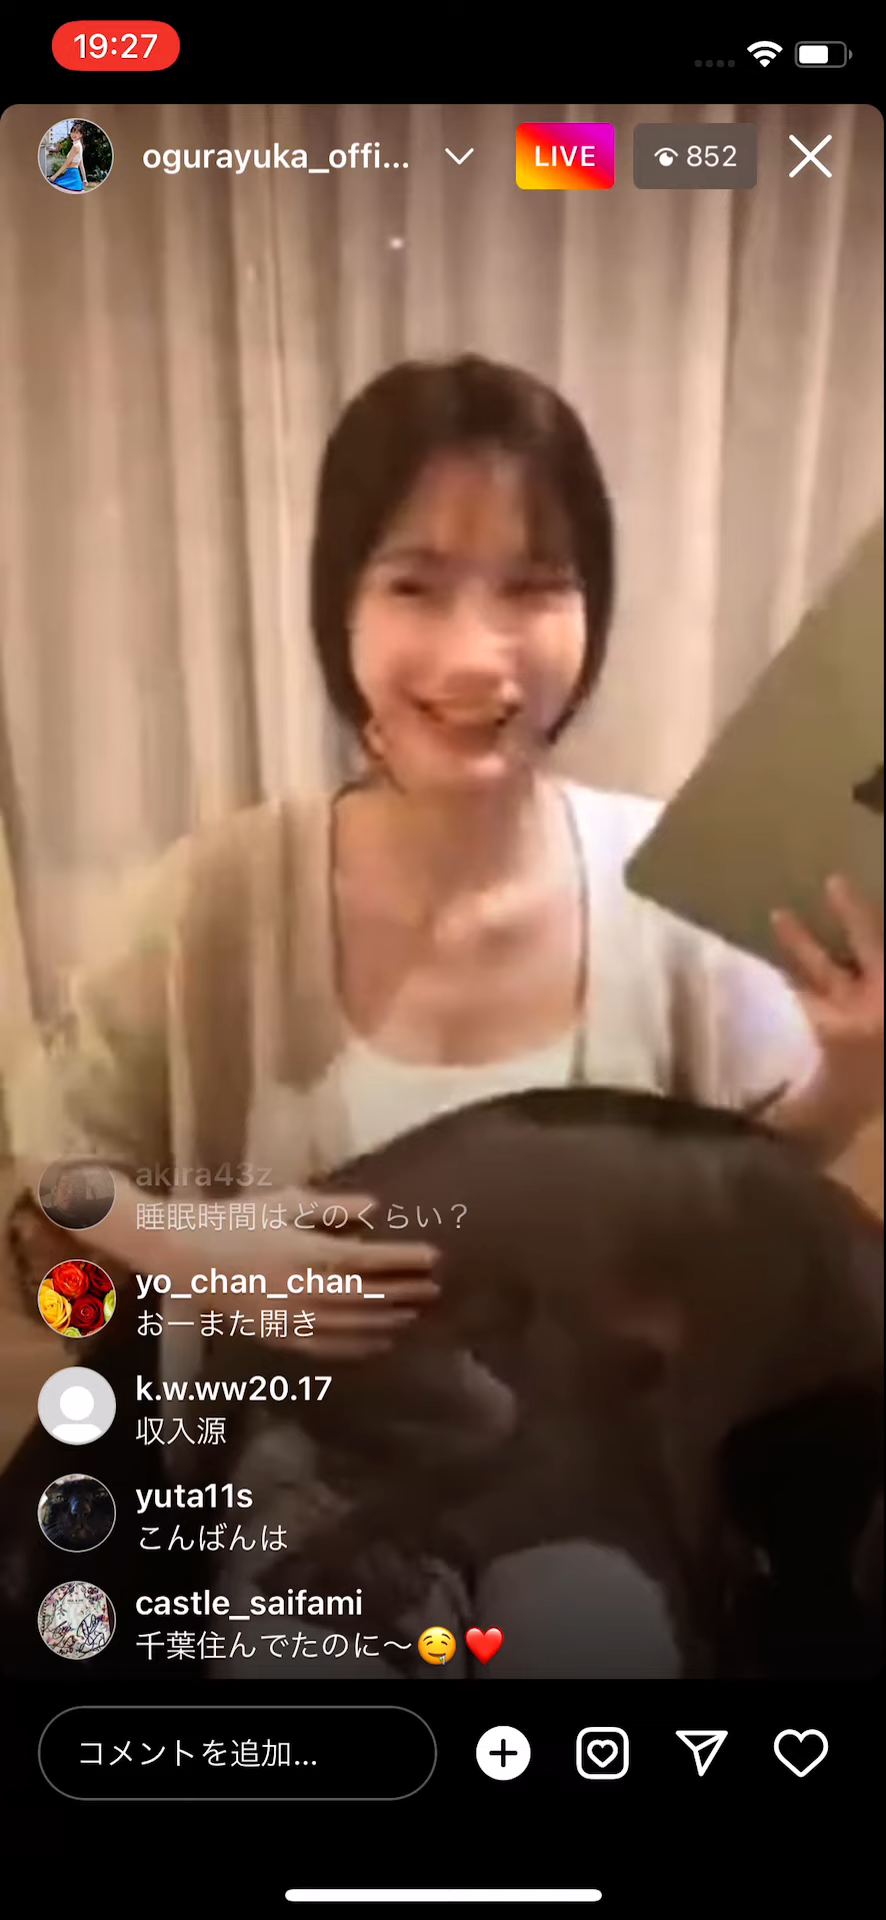 19:27
ogurayuka_offi... LIVE 852
akira43z
睡眠時間はどのくらい？
yo_chan_chan_
おーまた開き
k.w.ww20.17
収入源
yuta11s
こんばんは
castle_saifami
千葉住んでたのに〜🤤❤️
コメントを追加...